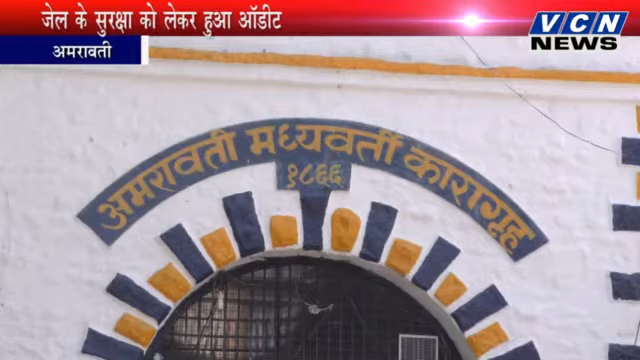 जेल के सुरक्षा को लेकर हुआ ऑडीट
अमरावती
VCN
NEWS
अमरावती मध्यवर्ती कारागृह
१८६६